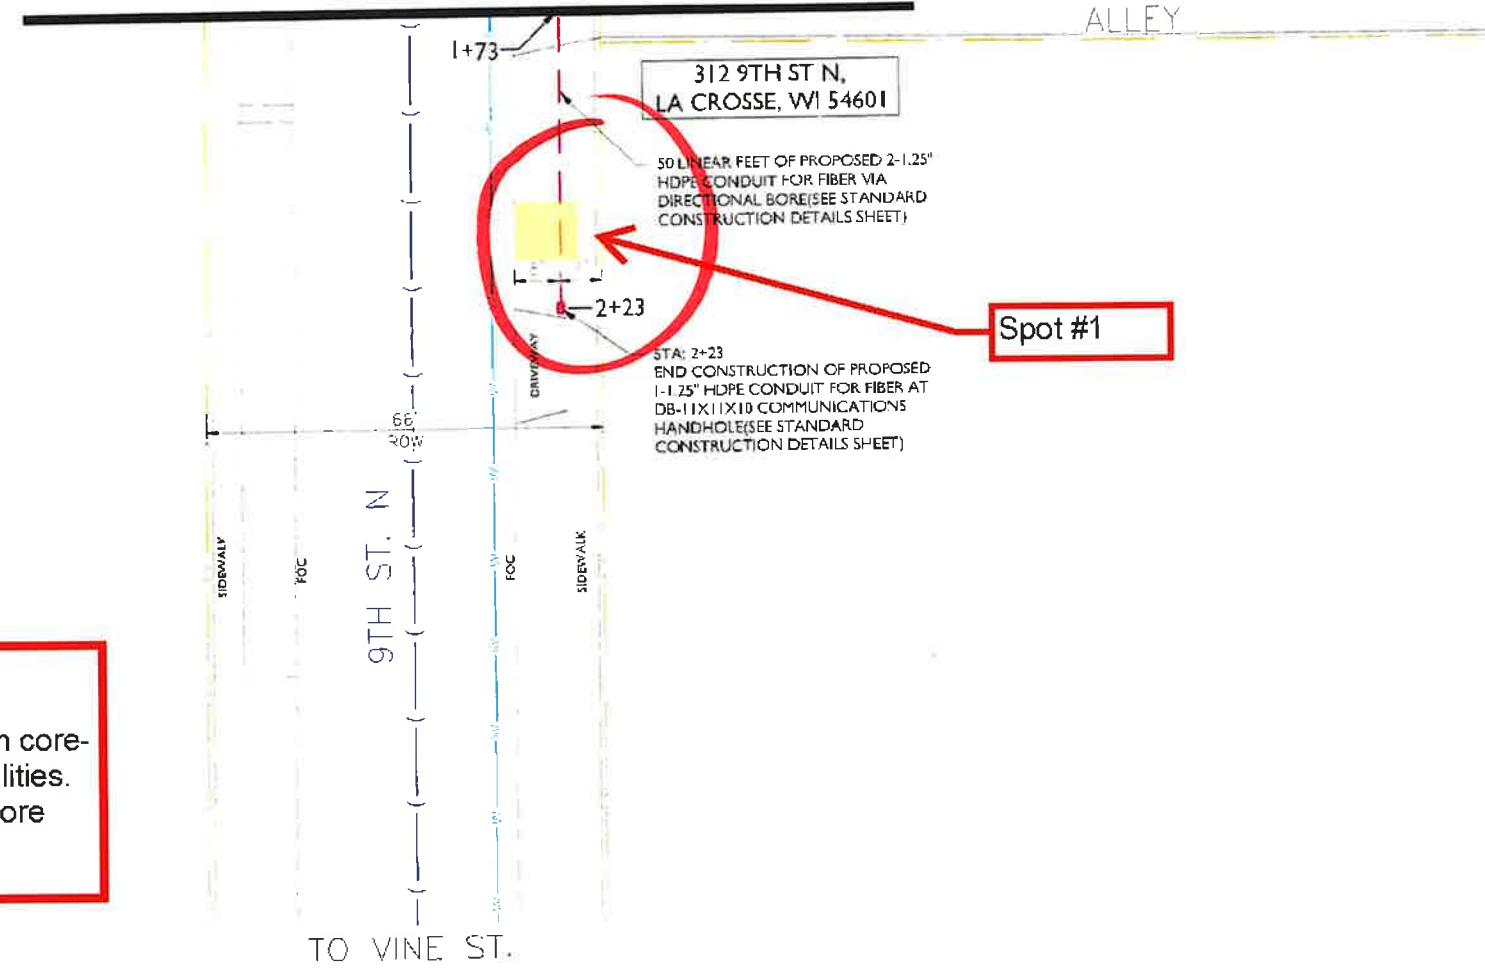 ALLEY
1+73
312 9TH ST N,
LA CROSSE, WI 54601
50 LINEAR FEET OF PROPOSED 2-1.25"
HDPE CONDUIT FOR FIBER VIA
DIRECTIONAL BORE(SEE STANDARD
CONSTRUCTION DETAILS SHEET)
2+23
Spot #1
STA: 2+23
END CONSTRUCTION OF PROPOSED
1-1.25" HDPE CONDUIT FOR FIBER AT
DB-11X11X10 COMMUNICATIONS
HANDHOLE(SEE STANDARD
CONSTRUCTION DETAILS SHEET)
DRIVEWAY
66'
ROW
9TH ST. N
SIDEWALK
FOC
FOC
SIDEWALK
n core-
lities.
ore
TO VINE ST.